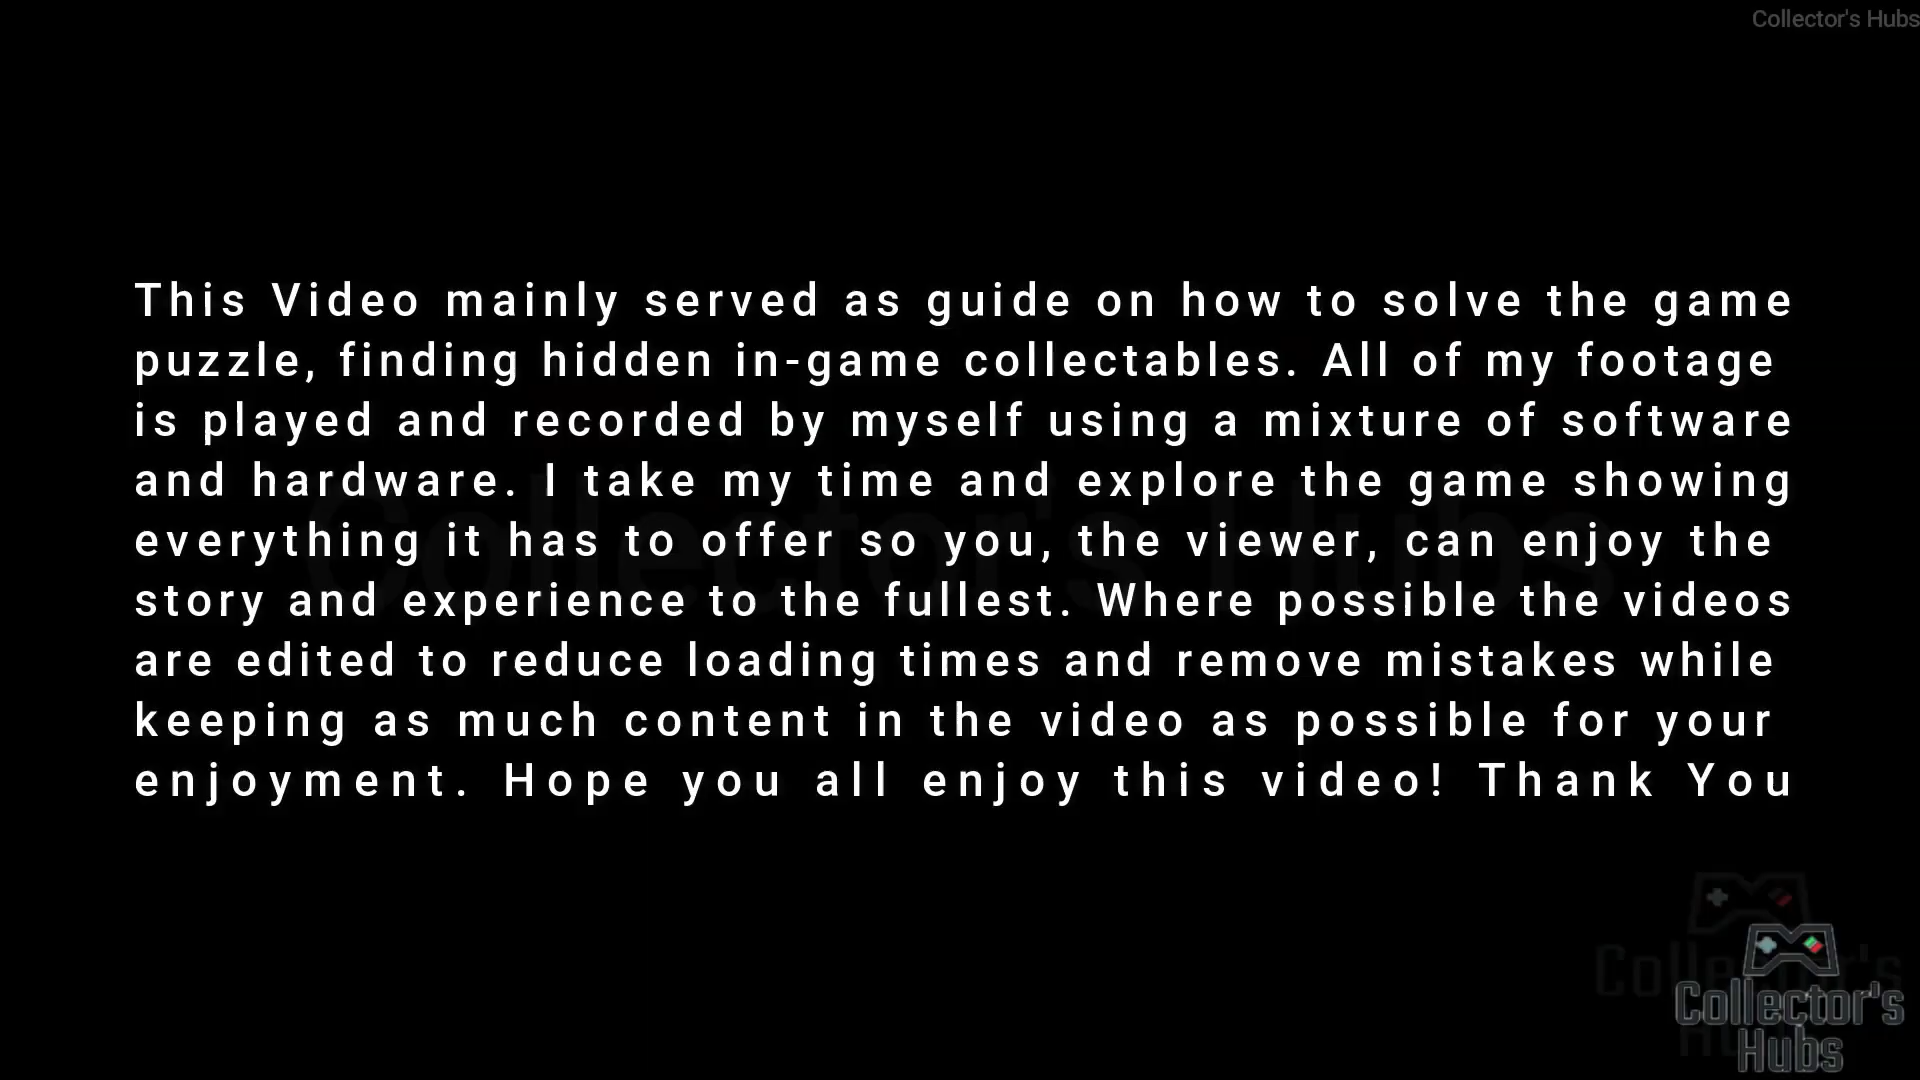 Collector's Hubs
This Video mainly served as guide on how to solve the game
puzzle, finding hidden in-game collectables. All of my footage
is played and recorded by myself using a mixture of software
and hardware. I take my time and explore the game showing
everything it has to offer so you, the viewer, can enjoy the
story and experience to the fullest. Where possible the videos
are edited to reduce loading times and remove mistakes while
keeping as much content in the video as possible for your
enjoyment. Hope you all enjoy this video! Thank You
Collector's Hubs
Collector's
Hubs
Collector's
Hubs